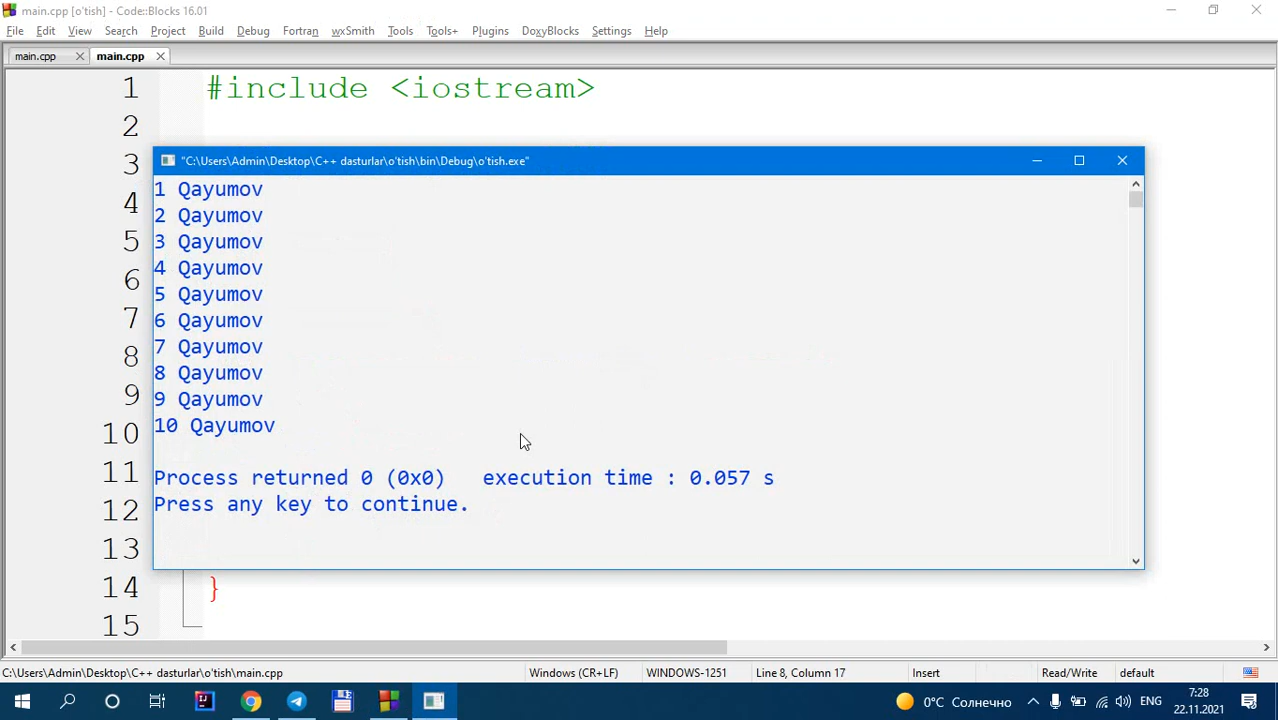 main.cpp [o'tish] - Code::Blocks 16.01
File Edit View Search Project Build Debug Fortran wxSmith Tools Tools+ Plugins DoxyBlocks Settings Help
main.cpp main.cpp
1 #include <iostream>
2
3
"C:\Users\Admin\Desktop\C++ dasturlar\o'tish\bin\Debug\o'tish.exe"
1 Qayumov
4
2 Qayumov
5
3 Qayumov
6
4 Qayumov
5 Qayumov
7
6 Qayumov
8
7 Qayumov
8 Qayumov
9
9 Qayumov
10
10 Qayumov
11
Process returned 0 (0x0) execution time : 0.057 s
12
Press any key to continue.
13
14 }
15
C:\Users\Admin\Desktop\C++ dasturlar\o'tish\main.cpp Windows (CR+LF) WINDOWS-1251 Line 8, Column 17 Insert Read/Write default
0°C Солнечно ENG 7:28
22.11.2021